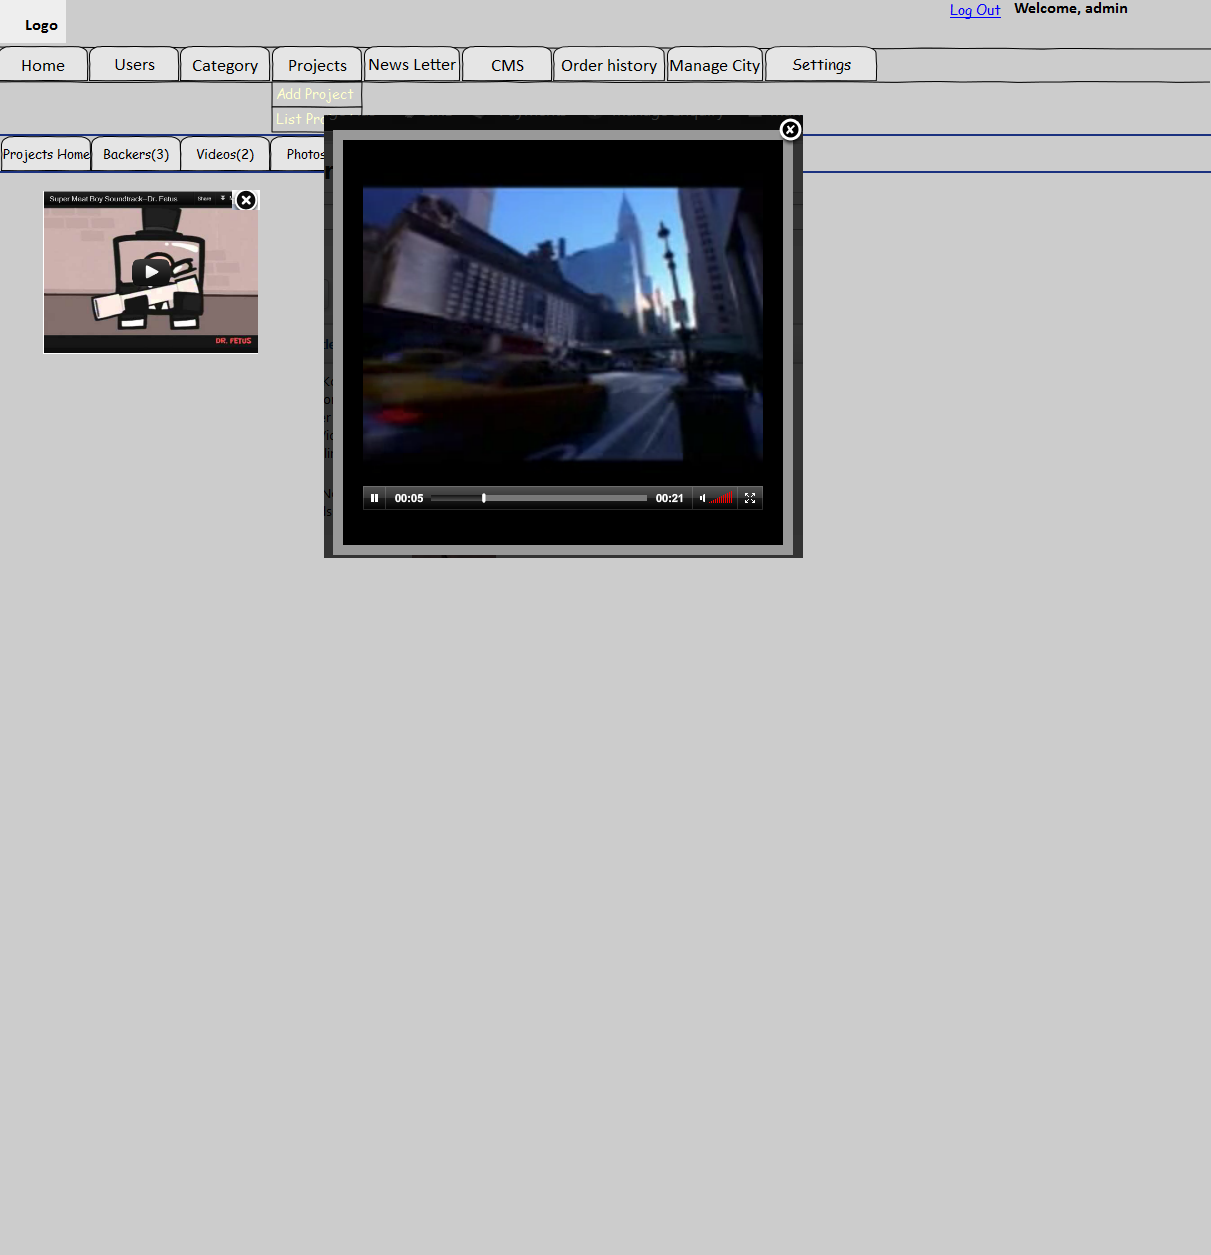 Logo
Log Out Welcome, admin
Home Users Category Projects News Letter CMS Order history Manage City Settings
Add Project
List Pro
Projects Home Backers(3) Videos(2) Photos
Super Meat Boy Soundtrack--Dr. Fetus Share
DR. FETUS
00:05 00:21